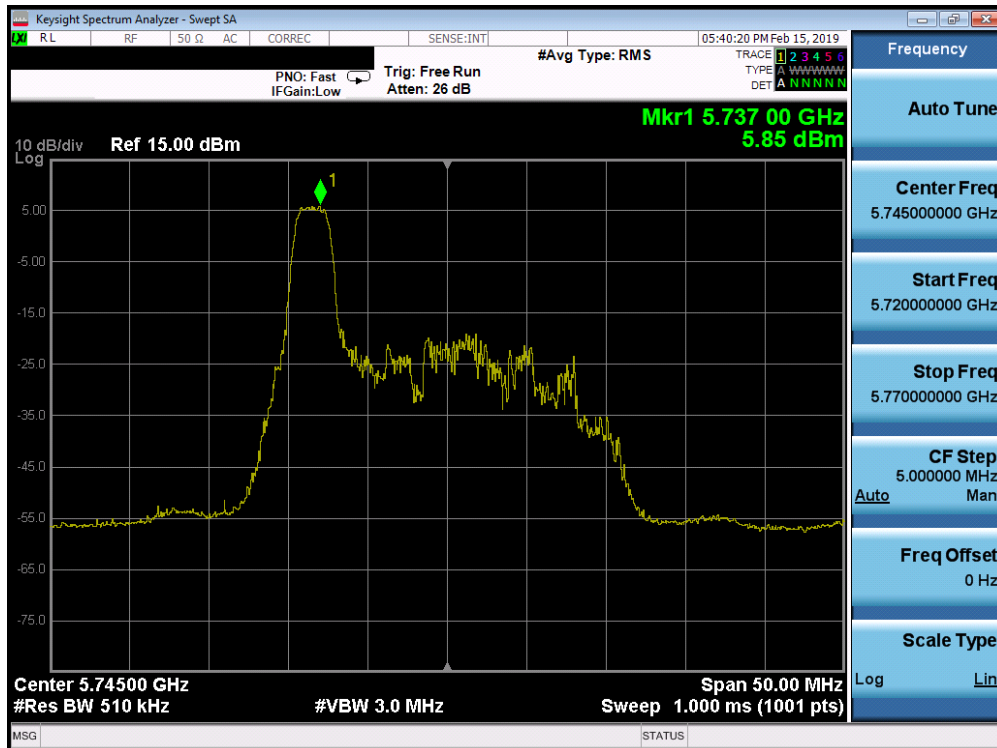 Keysight Spectrum Analyzer - Swept SA
LXI RL RF 50 Ω AC CORREC SENSE:INT 05:40:20 PM Feb 15, 2019
#Avg Type: RMS
TRACE 1 2 3 4 5 6
TYPE A WWWWWW
DET A N N N N N
PNO: Fast
IFGain:Low
Trig: Free Run
Atten: 26 dB
Mkr1 5.737 00 GHz
5.85 dBm
10 dB/div
Log
Ref 15.00 dBm
1
5.00
-5.00
-15.0
-25.0
-35.0
-45.0
-55.0
-65.0
-75.0
Center 5.74500 GHz
#Res BW 510 kHz
#VBW 3.0 MHz
Span 50.00 MHz
Sweep 1.000 ms (1001 pts)
MSG
STATUS
Frequency
Auto Tune
Center Freq
5.745000000 GHz
Start Freq
5.720000000 GHz
Stop Freq
5.770000000 GHz
CF Step
5.000000 MHz
Auto Man
Freq Offset
0 Hz
Scale Type
Log Lin